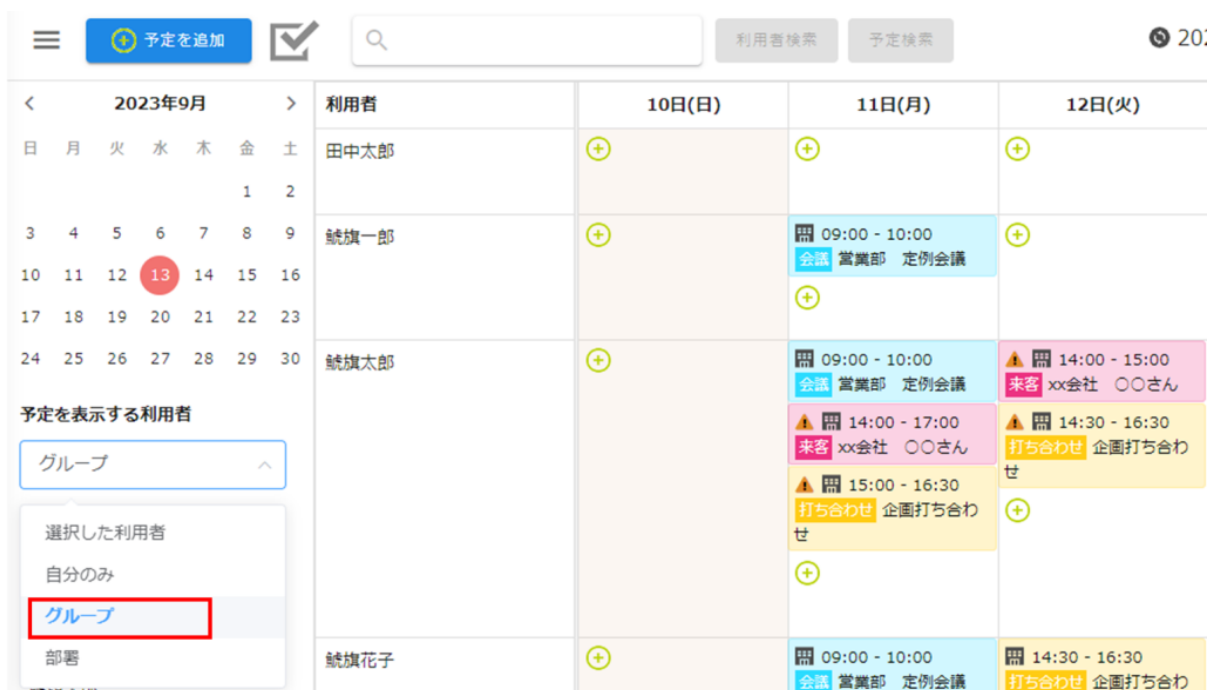 予定を追加
利用者検索
予定検索
202
2023年9月
日 月 火 水 木 金 土
1 2
3 4 5 6 7 8 9
10 11 12 13 14 15 16
17 18 19 20 21 22 23
24 25 26 27 28 29 30
予定を表示する利用者
グループ
選択した利用者
自分のみ
グループ
部署
利用者 10日(日) 11日(月) 12日(火)
田中太郎
鯱旗一郎
09:00 - 10:00
会議 営業部 定例会議
鯱旗太郎
09:00 - 10:00
会議 営業部 定例会議
14:00 - 17:00
来客 xx会社 〇〇さん
15:00 - 16:30
打ち合わせ 企画打ち合わ
せ
14:00 - 15:00
来客 xx会社 〇〇さん
14:30 - 16:30
打ち合わせ 企画打ち合わ
せ
鯱旗花子
09:00 - 10:00
会議 営業部 定例会議
14:30 - 16:30
打ち合わせ 企画打ち合わ